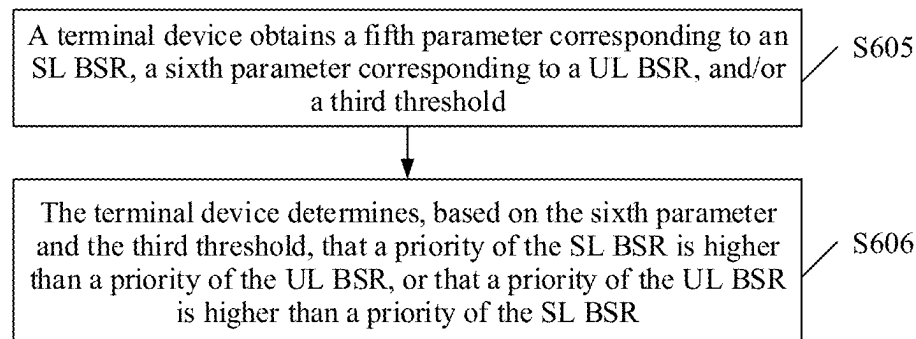 A terminal device obtains a fifth parameter corresponding to an
SL BSR, a sixth parameter corresponding to a UL BSR, and/or
a third threshold
S605
The terminal device determines, based on the sixth parameter
and the third threshold, that a priority of the SL BSR is higher
than a priority of the UL BSR, or that a priority of the UL BSR
is higher than a priority of the SL BSR
S606